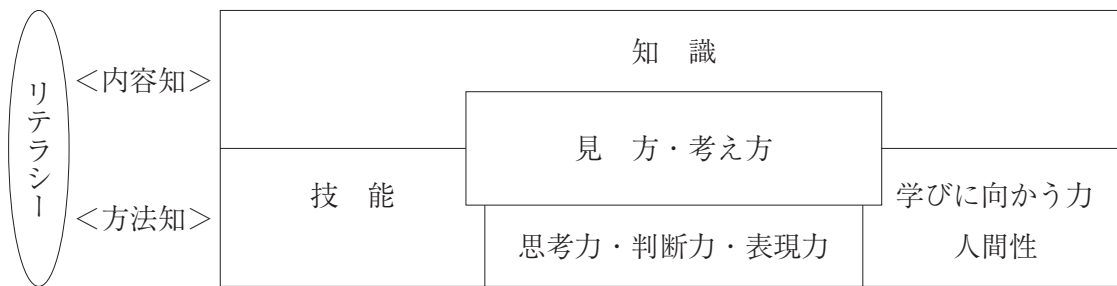 リテラシー
＜内容知＞
知　識
見　方・考え方
＜方法知＞
技　能
思考力・判断力・表現力
学びに向かう力
人間性